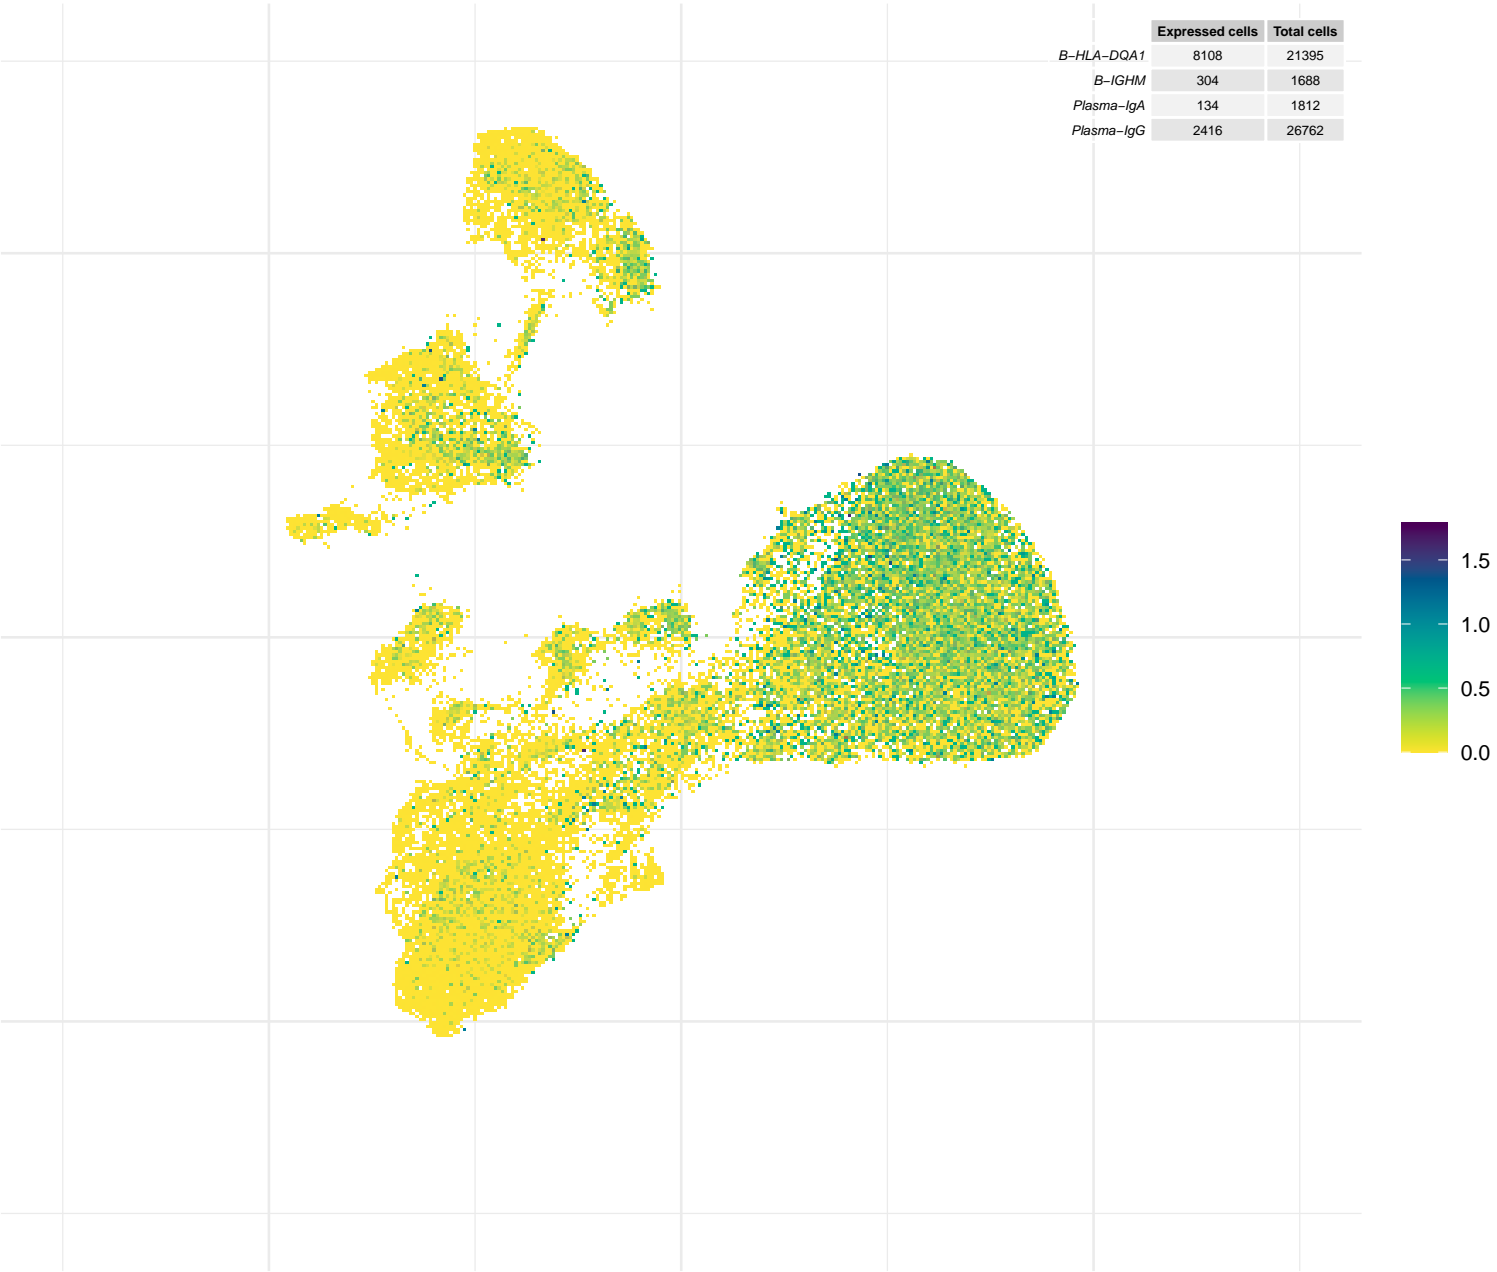 Expressed cells Total cells
B−HLA−DQA1 8108 21395
B−IGHM 304 1688
Plasma−IgA 134 1812
Plasma−IgG 2416 26762
1.5
1.0
0.5
0.0